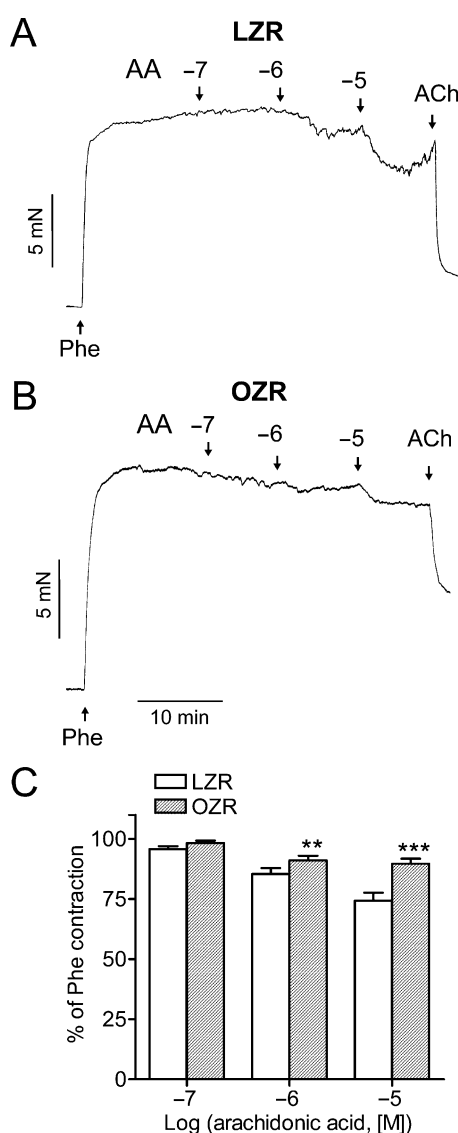 A
LZR
AA –7 –6 –5 ACh
5 mN
Phe
B
OZR
AA –7 –6 –5 ACh
5 mN
Phe
10 min
C
LZR
OZR
% of Phe contraction
100
75
50
25
0
** ***
–7 –6 –5
Log (arachidonic acid, [M])